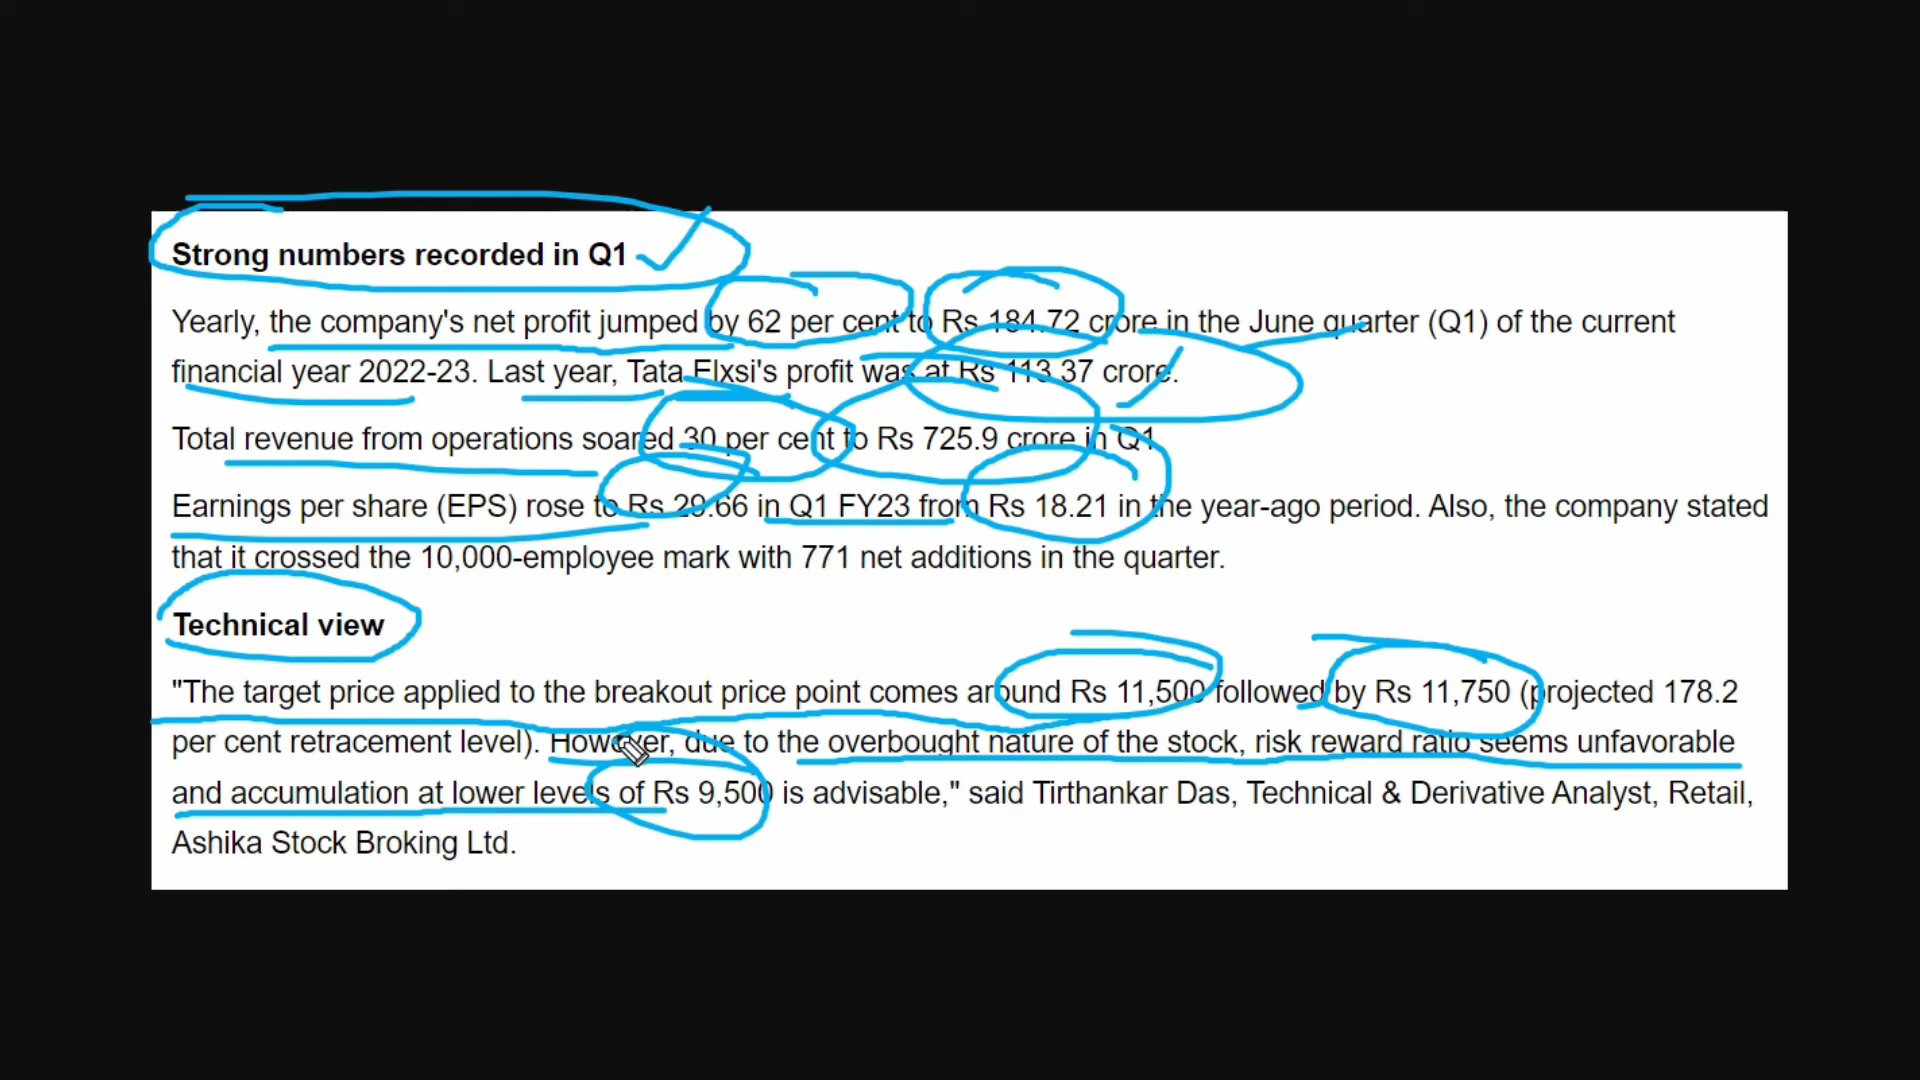 Strong numbers recorded in Q1
Yearly, the company's net profit jumped by 62 per cent to Rs 184.72 crore in the June quarter (Q1) of the current
financial year 2022-23. Last year, Tata Elxsi's profit was at Rs 113.37 crore.
Total revenue from operations soared 30 per cent to Rs 725.9 crore in Q1
Earnings per share (EPS) rose to Rs 29.66 in Q1 FY23 from Rs 18.21 in the year-ago period. Also, the company stated
that it crossed the 10,000-employee mark with 771 net additions in the quarter.
Technical view
"The target price applied to the breakout price point comes around Rs 11,500 followed by Rs 11,750 (projected 178.2
per cent retracement level). However, due to the overbought nature of the stock, risk reward ratio seems unfavorable
and accumulation at lower levels of Rs 9,500 is advisable," said Tirthankar Das, Technical & Derivative Analyst, Retail,
Ashika Stock Broking Ltd.